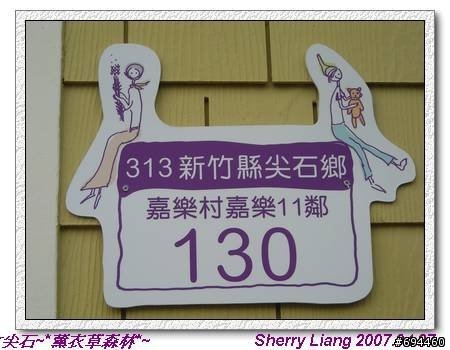 313 新竹縣尖石鄉
嘉樂村嘉樂11鄰
130
尖石~*薰衣草森林*~
Sherry Liang 2007.
#694460